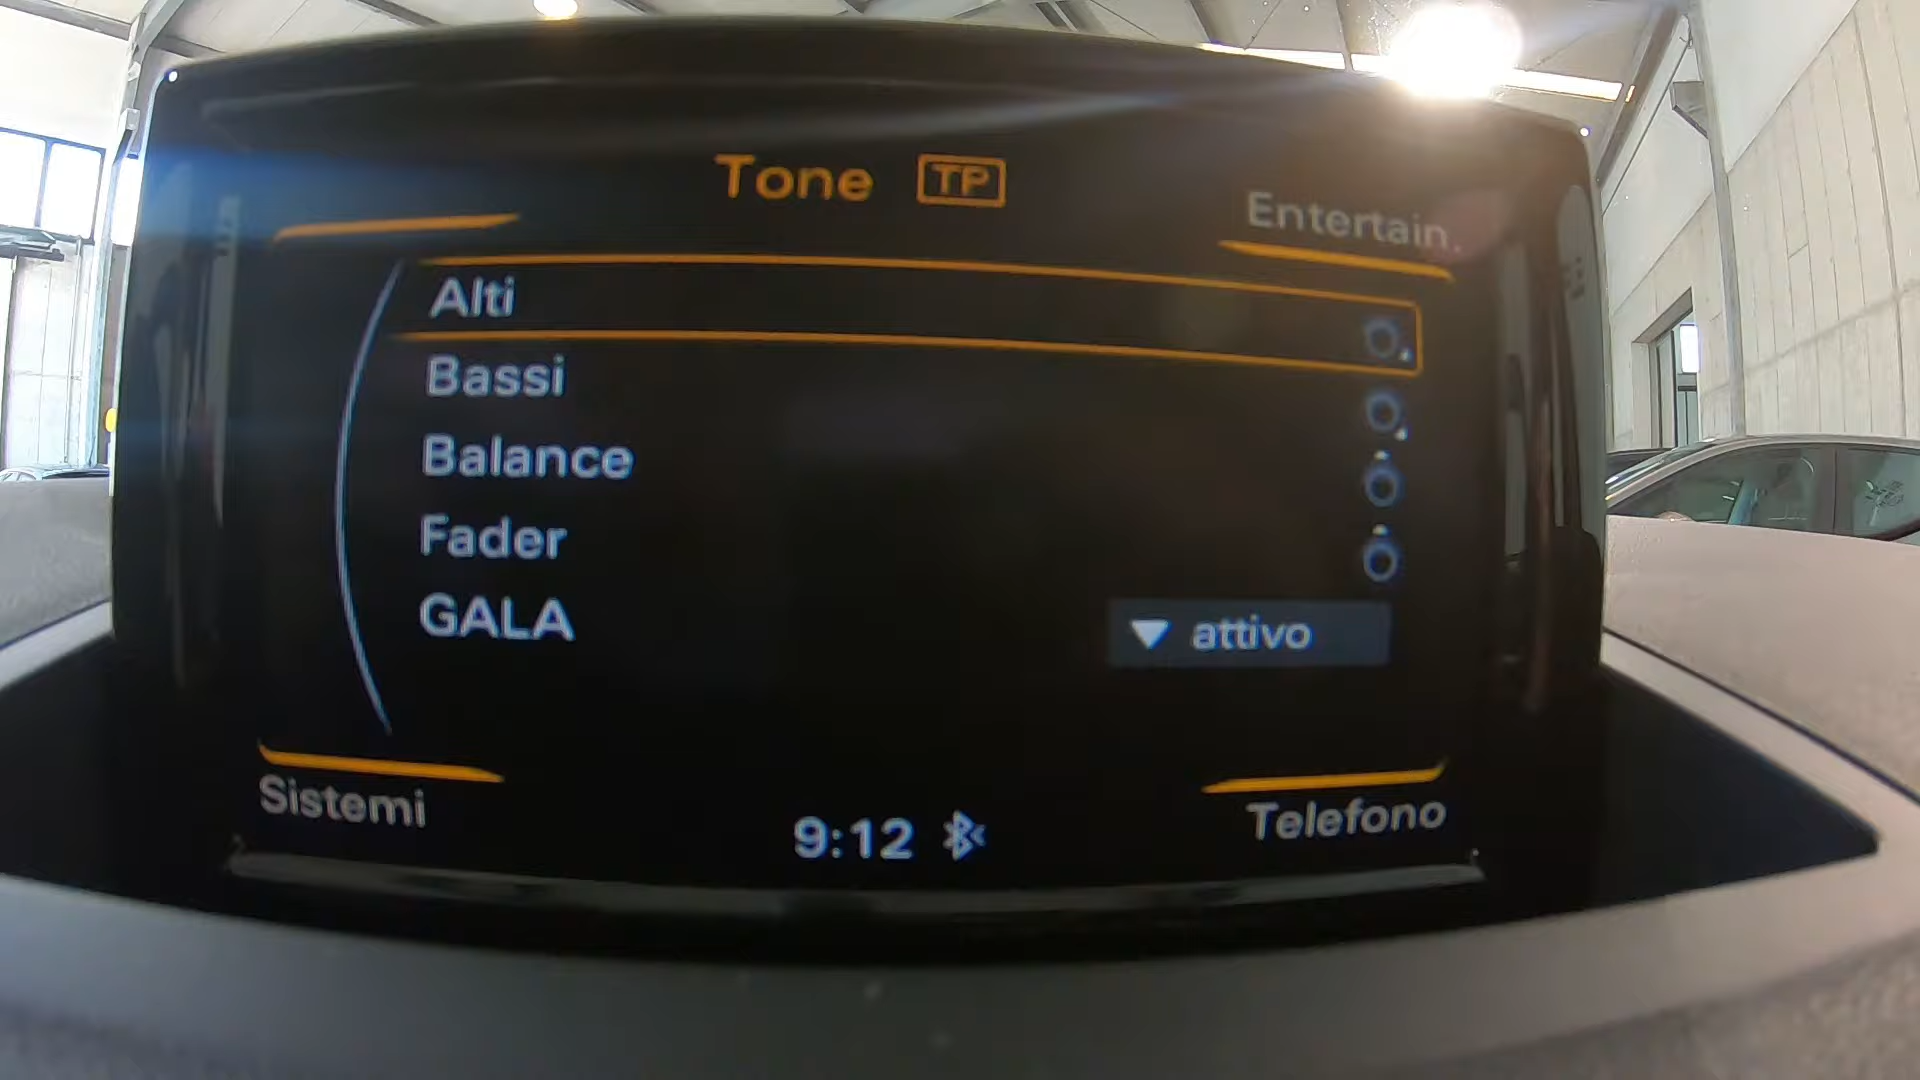 Tone TP
Entertain.
Alti
Bassi
Balance
Fader
GALA
attivo
Sistemi
9:12
Telefono